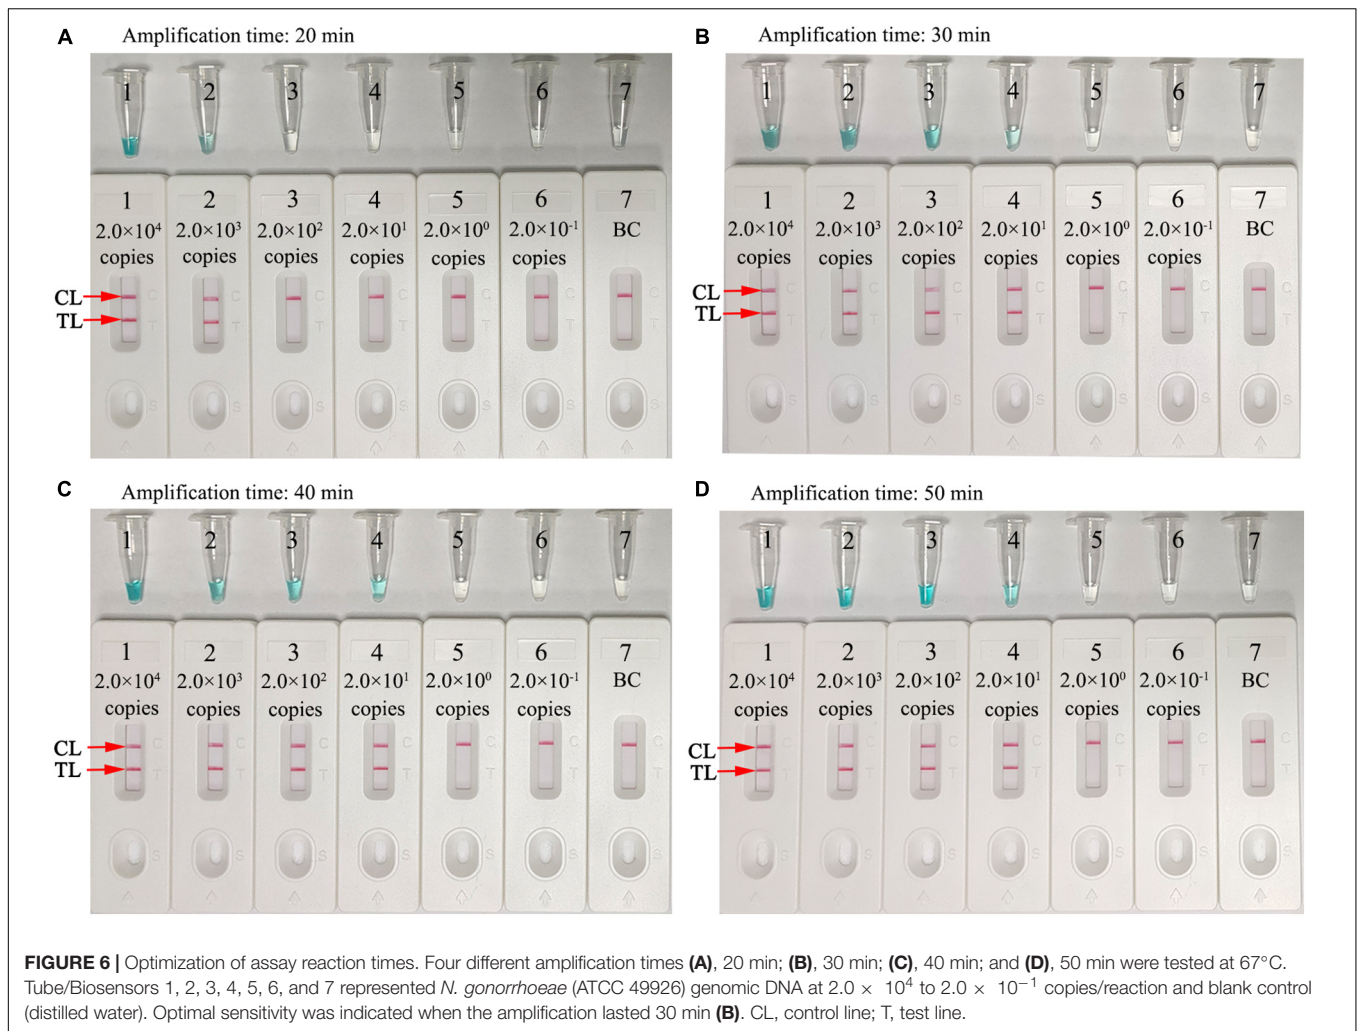 A Amplification time: 20 min
1 2 3 4 5 6 7
1 2 3 4 5 6 7
2.0×10⁴ 2.0×10³ 2.0×10² 2.0×10¹ 2.0×10⁰ 2.0×10⁻¹ BC
copies copies copies copies copies copies
CL C C C C C C C
TL T T T T T T T
S S S S S S S
B Amplification time: 30 min
1 2 3 4 5 6 7
1 2 3 4 5 6 7
2.0×10⁴ 2.0×10³ 2.0×10² 2.0×10¹ 2.0×10⁰ 2.0×10⁻¹ BC
copies copies copies copies copies copies
CL C C C C C C C
TL T T T T T T T
S S S S S S S
C Amplification time: 40 min
1 2 3 4 5 6 7
1 2 3 4 5 6 7
2.0×10⁴ 2.0×10³ 2.0×10² 2.0×10¹ 2.0×10⁰ 2.0×10⁻¹ BC
copies copies copies copies copies copies
CL C C C C C C C
TL T T T T T T T
S S S S S S S
D Amplification time: 50 min
1 2 3 4 5 6 7
1 2 3 4 5 6 7
2.0×10⁴ 2.0×10³ 2.0×10² 2.0×10¹ 2.0×10⁰ 2.0×10⁻¹ BC
copies copies copies copies copies copies
CL C C C C C C C
TL T T T T T T T
S S S S S S S
FIGURE 6 | Optimization of assay reaction times. Four different amplification times (A), 20 min; (B), 30 min; (C), 40 min; and (D), 50 min were tested at 67°C.
Tube/Biosensors 1, 2, 3, 4, 5, 6, and 7 represented N. gonorrhoeae (ATCC 49926) genomic DNA at 2.0 × 10⁴ to 2.0 × 10⁻¹ copies/reaction and blank control
(distilled water). Optimal sensitivity was indicated when the amplification lasted 30 min (B). CL, control line; T, test line.